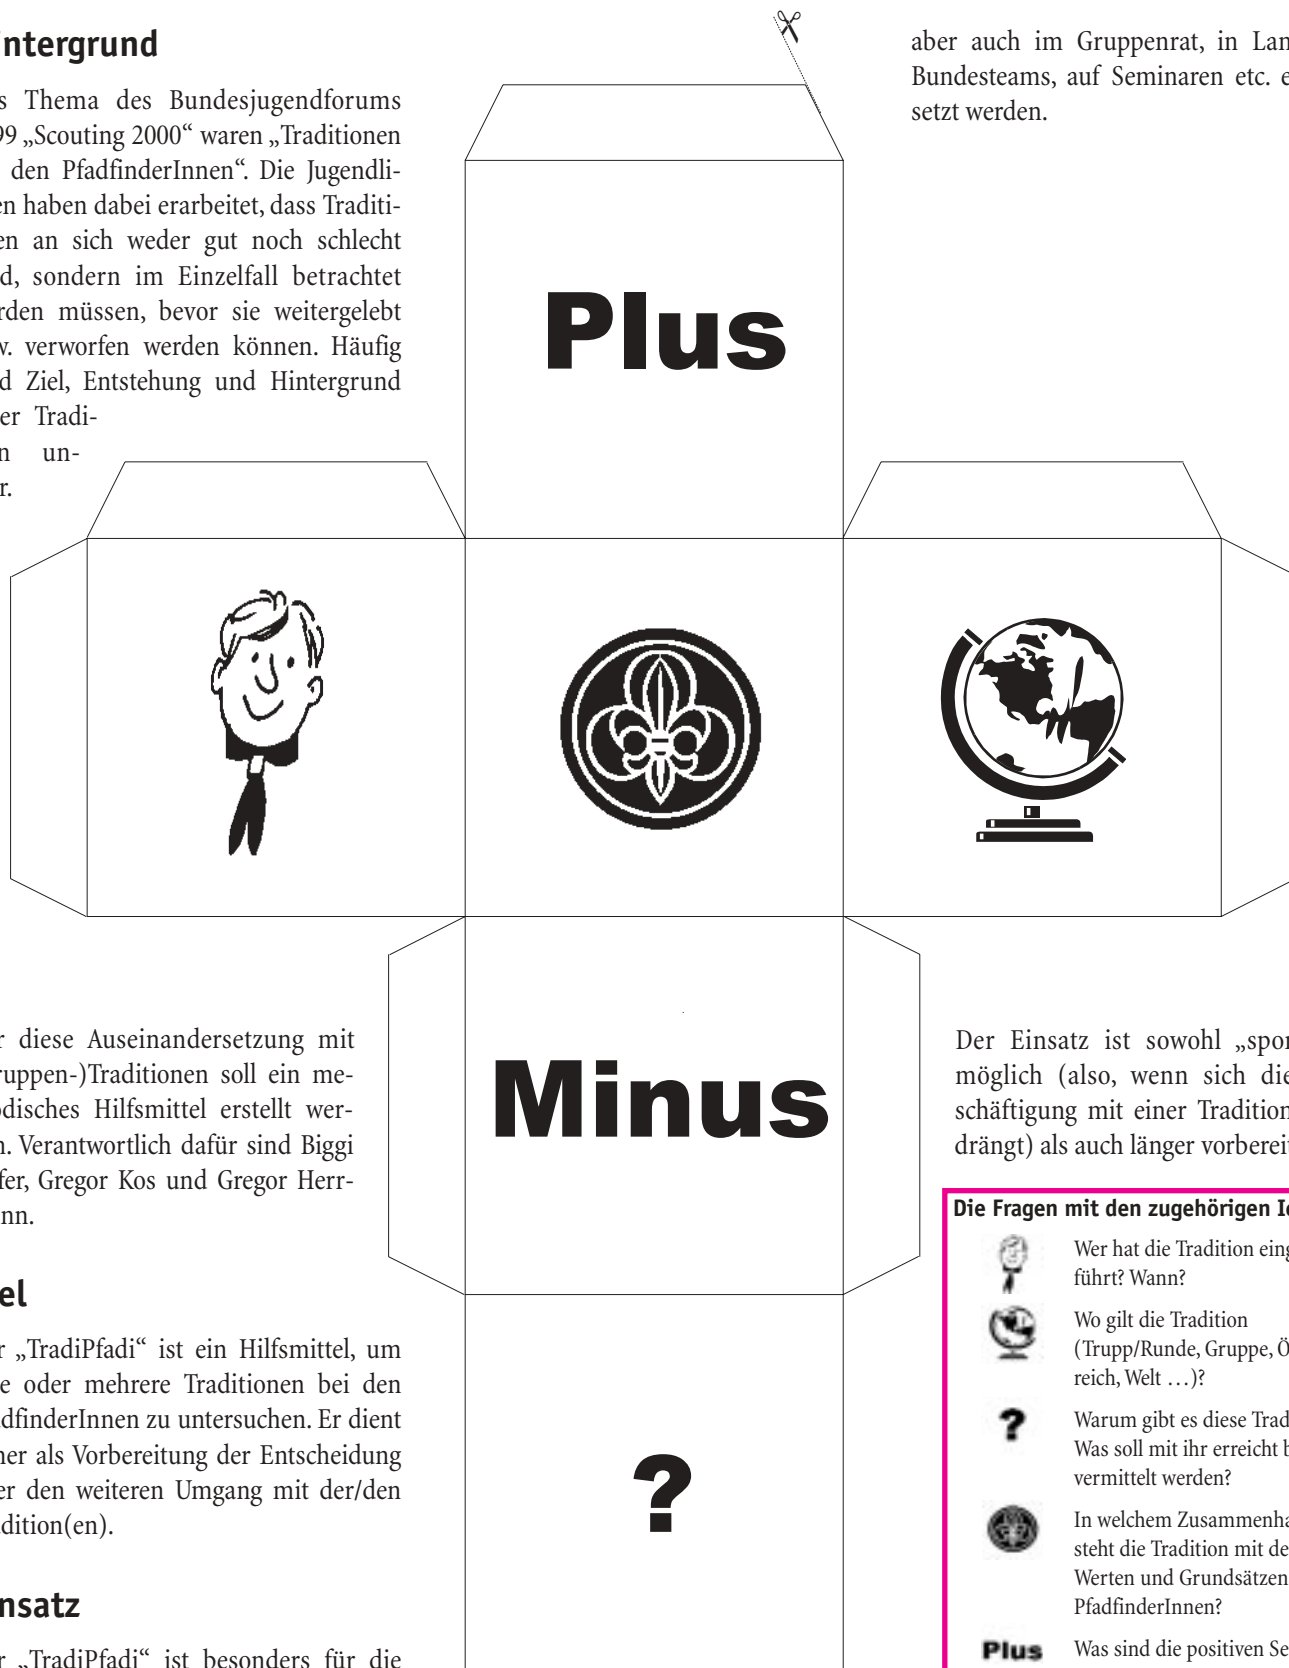 intergrund
s Thema des Bundesjugendforums
99 „Scouting 2000“ waren „Traditionen
den PfadfinderInnen“. Die Jugendli-
en haben dabei erarbeitet, dass Traditi-
en an sich weder gut noch schlecht
d, sondern im Einzelfall betrachtet
rden müssen, bevor sie weitergelebt
w. verworfen werden können. Häufig
d Ziel, Entstehung und Hintergrund
er Tradi-
n un-
r.
r diese Auseinandersetzung mit
ruppen-)Traditionen soll ein me-
odisches Hilfsmittel erstellt wer-
n. Verantwortlich dafür sind Biggi
fer, Gregor Kos und Gregor Herr-
nn.
el
r „TradiPfadi“ ist ein Hilfsmittel, um
e oder mehrere Traditionen bei den
adfinderInnen zu untersuchen. Er dient
ner als Vorbereitung der Entscheidung
er den weiteren Umgang mit der/den
adition(en).
nsatz
r „TradiPfadi“ ist besonders für die
Plus
Minus
?
aber auch im Gruppenrat, in Lan
Bundesteams, auf Seminaren etc. e
setzt werden.
Der Einsatz ist sowohl „spon
möglich (also, wenn sich die
schäftigung mit einer Tradition
drängt) als auch länger vorbereit
Die Fragen mit den zugehörigen Ic
Wer hat die Tradition eing
führt? Wann?
Wo gilt die Tradition
(Trupp/Runde, Gruppe, Ö
reich, Welt …)?
?
Warum gibt es diese Trad
Was soll mit ihr erreicht b
vermittelt werden?
In welchem Zusammenha
steht die Tradition mit de
Werten und Grundsätzen
PfadfinderInnen?
Plus
Was sind die positiven Se